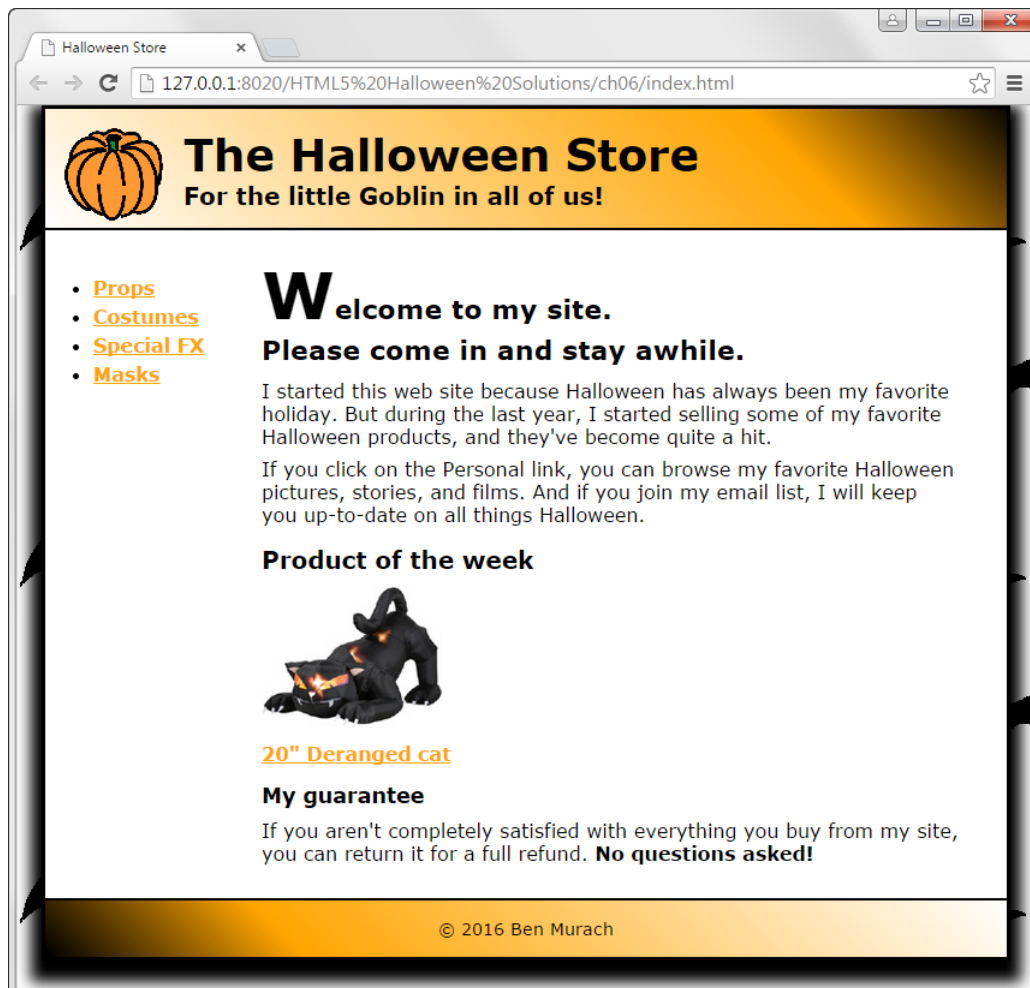 Halloween Store
127.0.0.1:8020/HTML5%20Halloween%20Solutions/ch06/index.html
The Halloween Store
For the little Goblin in all of us!
Props
Costumes
Special FX
Masks
Welcome to my site.
Please come in and stay awhile.
I started this web site because Halloween has always been my favorite
holiday. But during the last year, I started selling some of my favorite
Halloween products, and they've become quite a hit.
If you click on the Personal link, you can browse my favorite Halloween
pictures, stories, and films. And if you join my email list, I will keep
you up-to-date on all things Halloween.
Product of the week
20" Deranged cat
My guarantee
If you aren't completely satisfied with everything you buy from my site,
you can return it for a full refund. No questions asked!
© 2016 Ben Murach